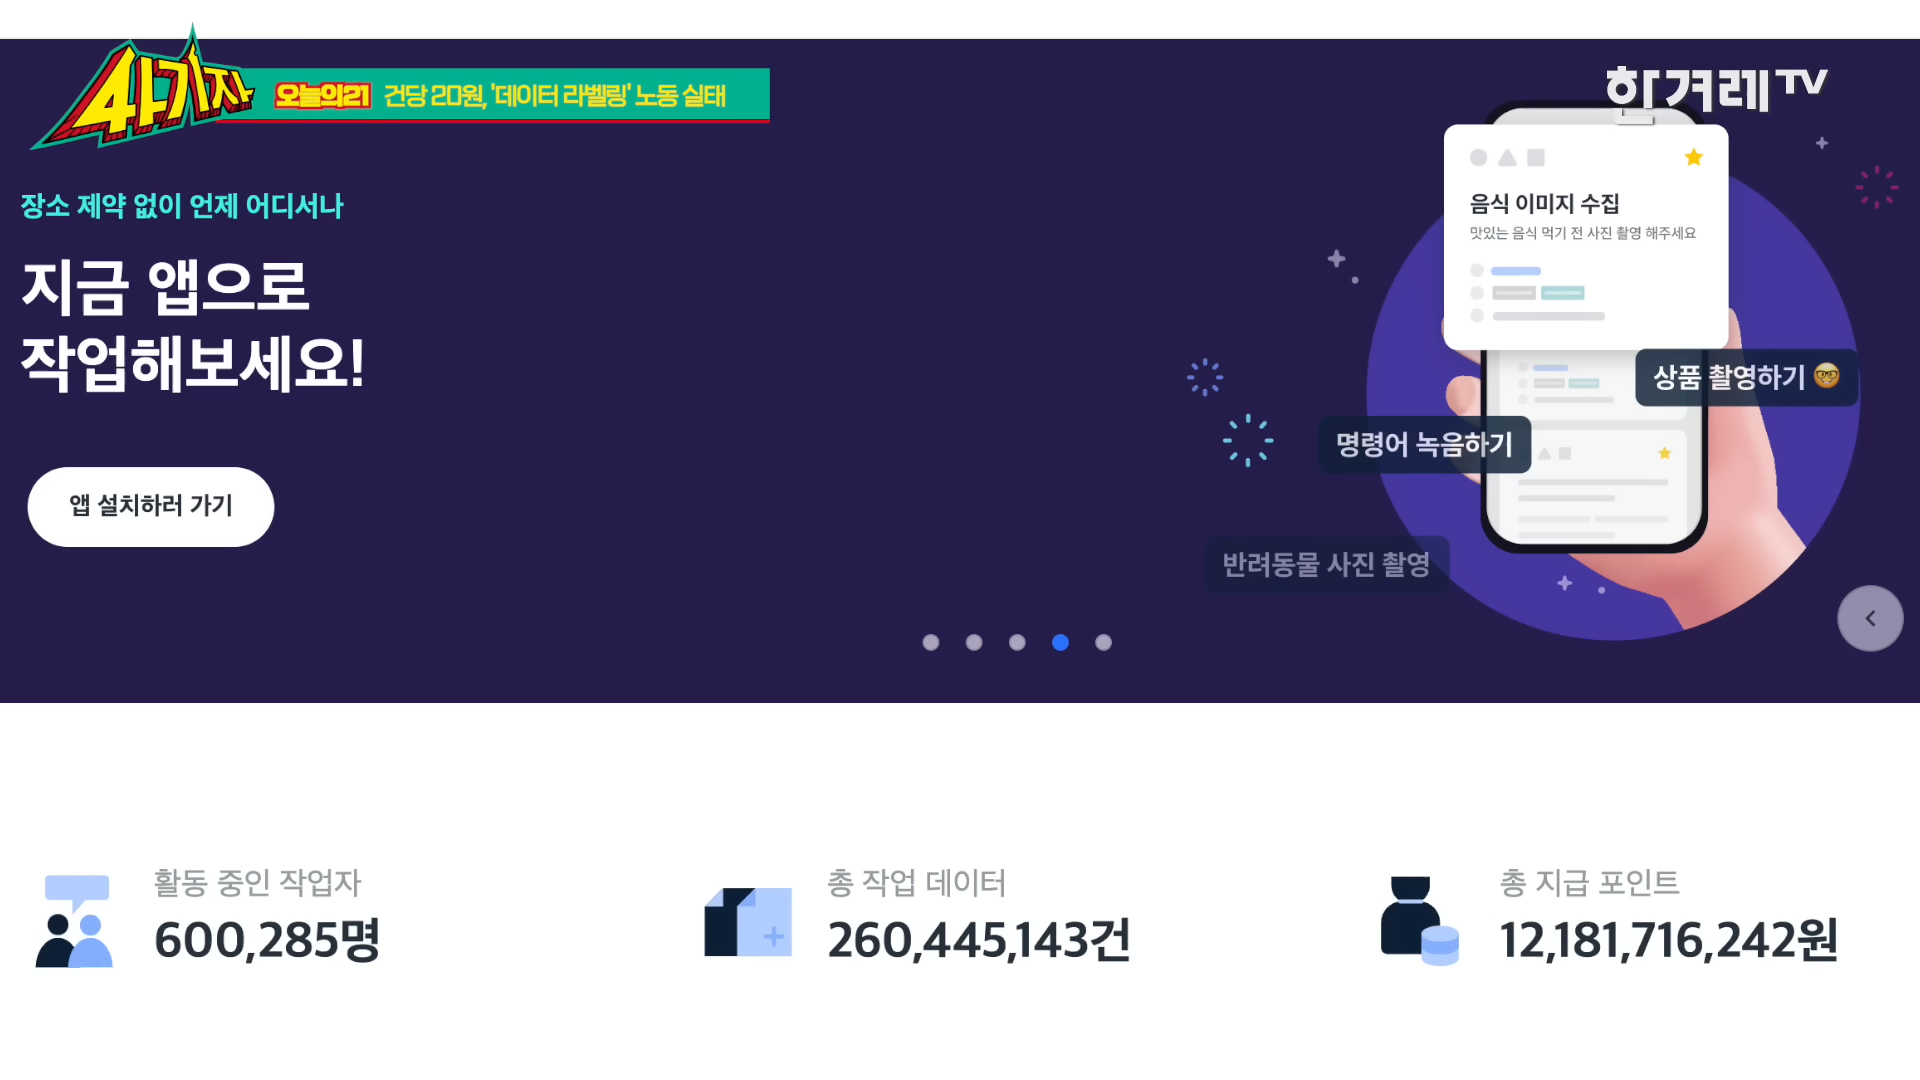 사기자
오늘의21 건당 20원, '데이터 라벨링' 노동 실태
한겨레TV
장소 제약 없이 언제 어디서나
지금 앱으로
작업해보세요!
앱 설치하러 가기
음식 이미지 수집
맛있는 음식 먹기 전 사진 촬영 해주세요
상품 촬영하기
명령어 녹음하기
반려동물 사진 촬영
활동 중인 작업자
600,285명
총 작업 데이터
260,445,143건
총 지급 포인트
12,181,716,242원